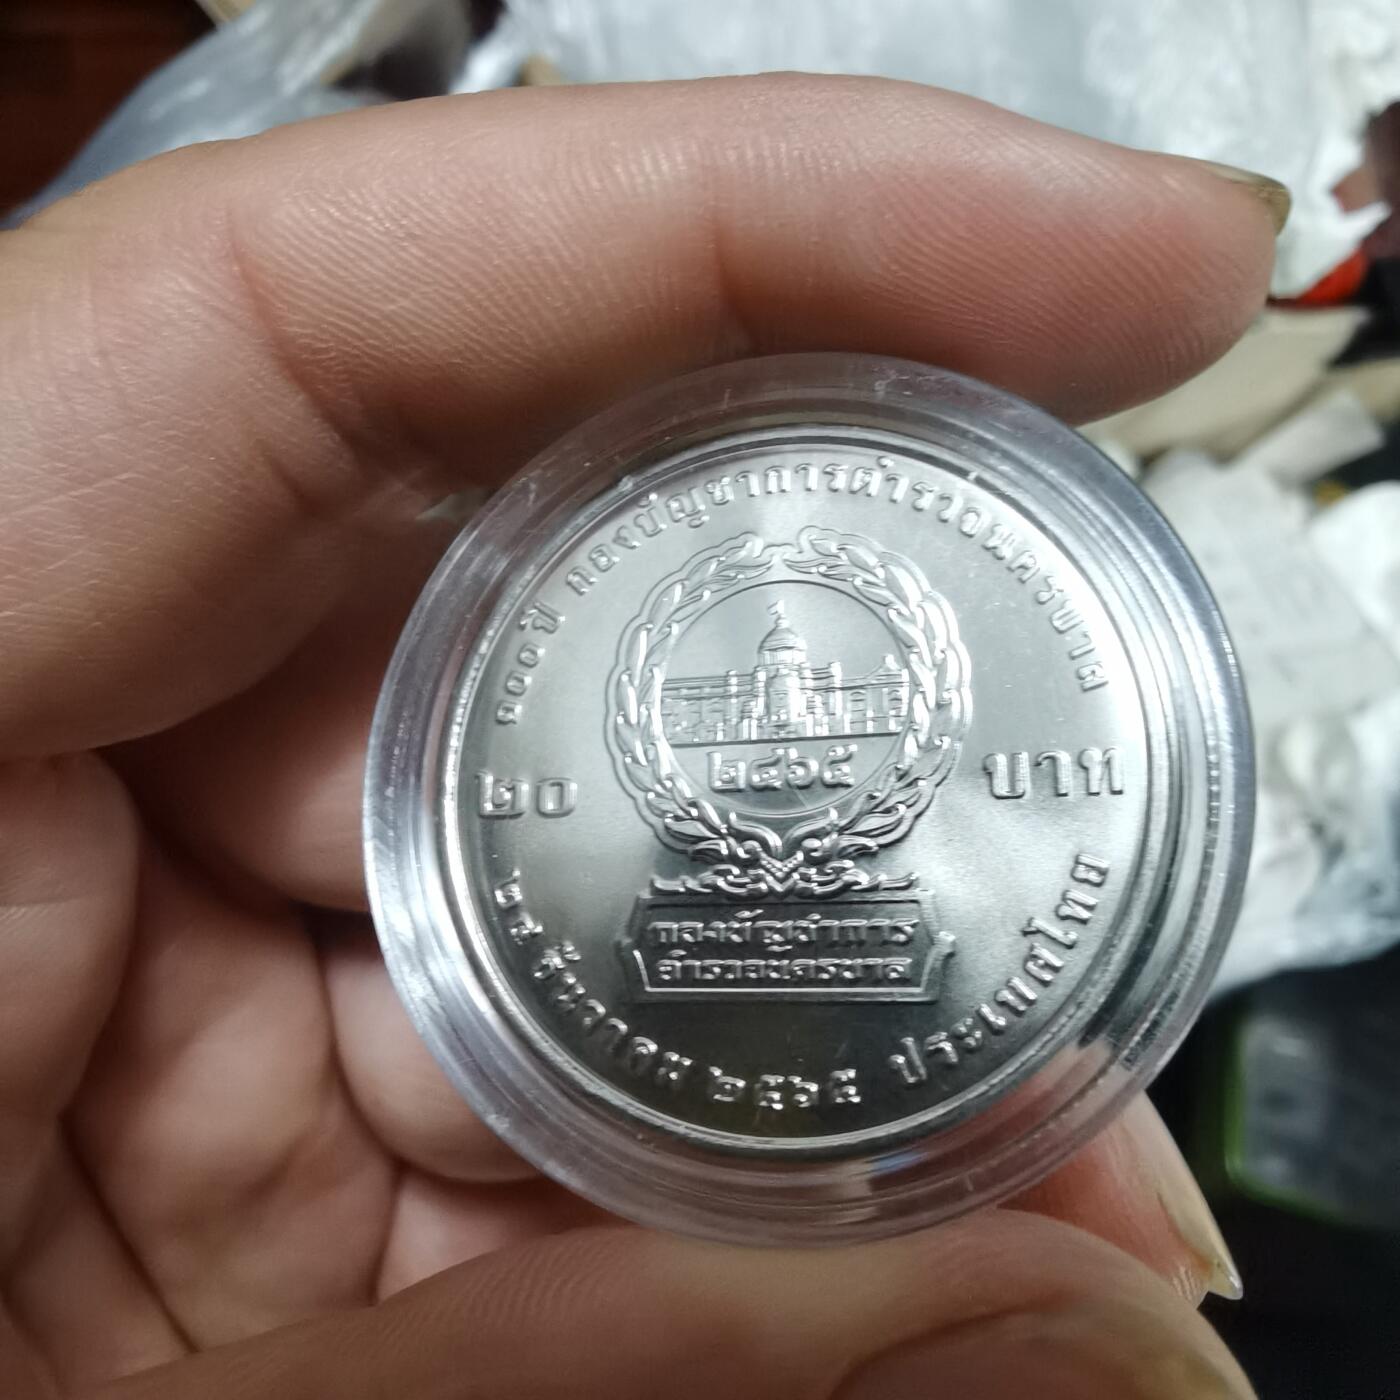 ๑๐๐ ปี กองบัญชาการตำรวจนครบาล
๒๔๖๕
๒๐ บาท
กองบัญชาการ
ตำรวจนครบาล
๒๔ ธันวาคม ๒๕๖๕ ประเทศไทย